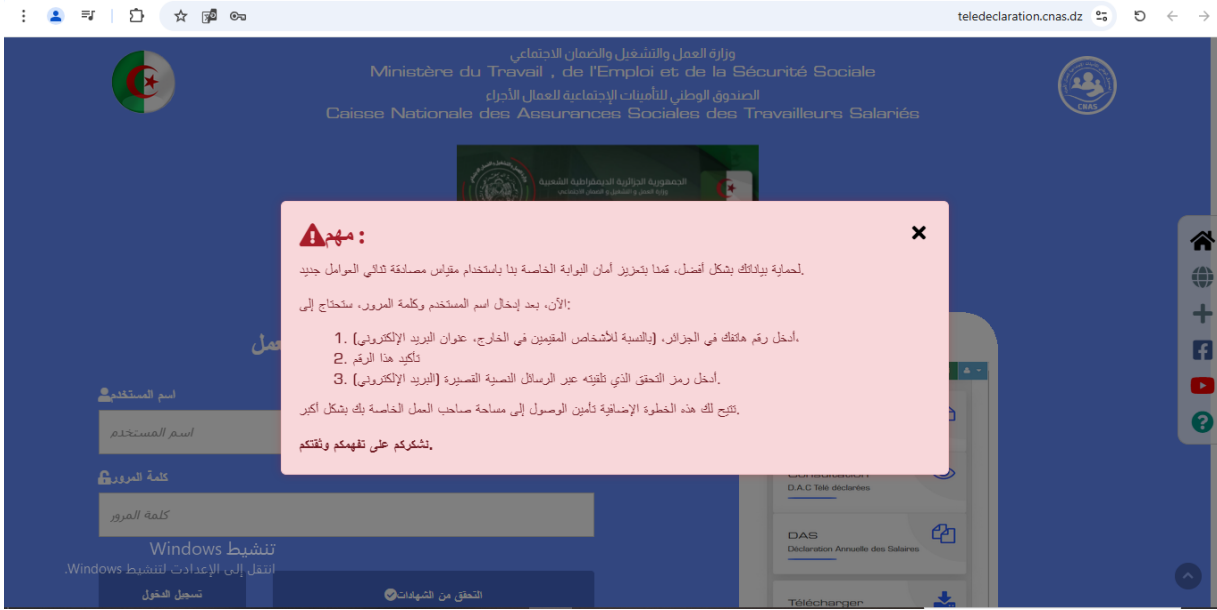 teledeclaration.cnas.dz
وزارة العمل والتشغيل والضمان الاجتماعي
Ministère du Travail , de l'Emploi et de la Sécurité Sociale
الصندوق الوطني للتأمينات الإجتماعية للعمال الأجراء
Caisse Nationale des Assurances Sociales des Travailleurs Salariés
CNAS
الجمهورية الجزائرية الديمقراطية الشعبية
مهم :
لحماية بياناتك بشكل أفضل، قمنا بتعزيز أمان البوابة الخاصة بنا باستخدام مقياس مصادقة ثنائي العوامل جديد.
الآن، بعد إدخال اسم المستخدم وكلمة المرور، ستحتاج إلى:
1. أدخل رقم هاتفك في الجزائر، (بالنسبة للأشخاص المقيمين في الخارج، عنوان البريد الإلكتروني)،
2. تأكيد هذا الرقم
3. أدخل رمز التحقق الذي تلقيته عبر الرسائل النصية القصيرة (البريد الإلكتروني).
تتيح لك هذه الخطوة الإضافية تأمين الوصول إلى مساحة صاحب العمل الخاصة بك بشكل أكبر.
نشكركم على تفهمكم وثقتكم.
اسم المستخدم
اسم المستخدم
كلمة المرور
كلمة المرور
تسجيل الدخول
التحقق من الشهادات
D.A.C Télé déclarées
DAS
Déclaration Annuelle des Salaires
Télécharger
تنشيط Windows
انتقل إلى الإعدادت لتنشيط Windows.